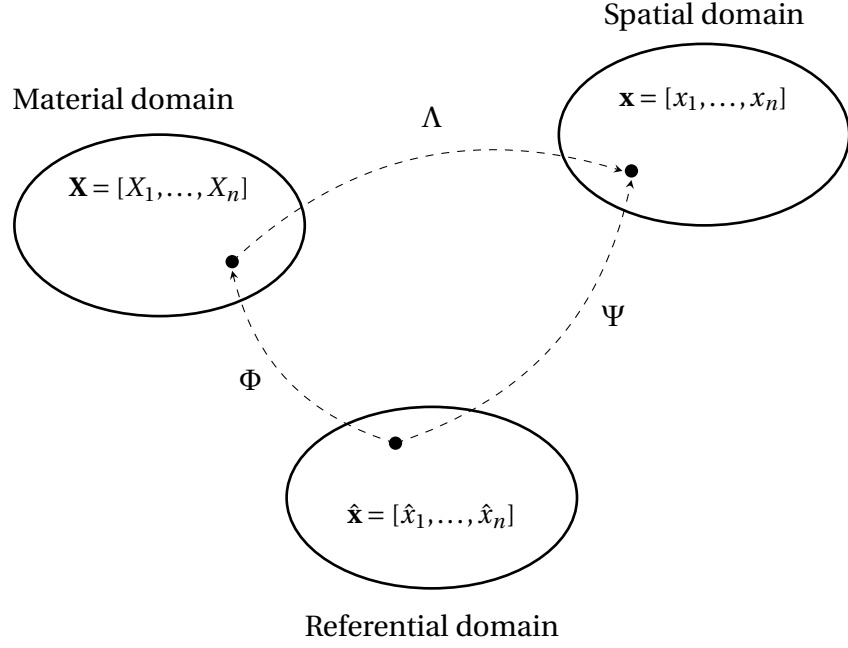 Spatial domain
𝐱 = [x₁,…, xₙ]
Material domain
Λ
𝐗 = [X₁,…, Xₙ]
Ψ
Φ
𝐱̂ = [x̂₁,…, x̂ₙ]
Referential domain